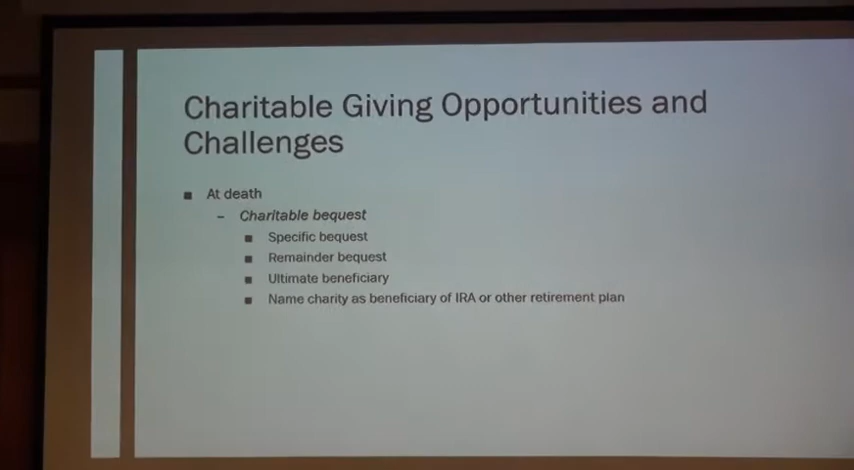 Charitable Giving Opportunities and
Challenges
■ At death
– Charitable bequest
■ Specific bequest
■ Remainder bequest
■ Ultimate beneficiary
■ Name charity as beneficiary of IRA or other retirement plan